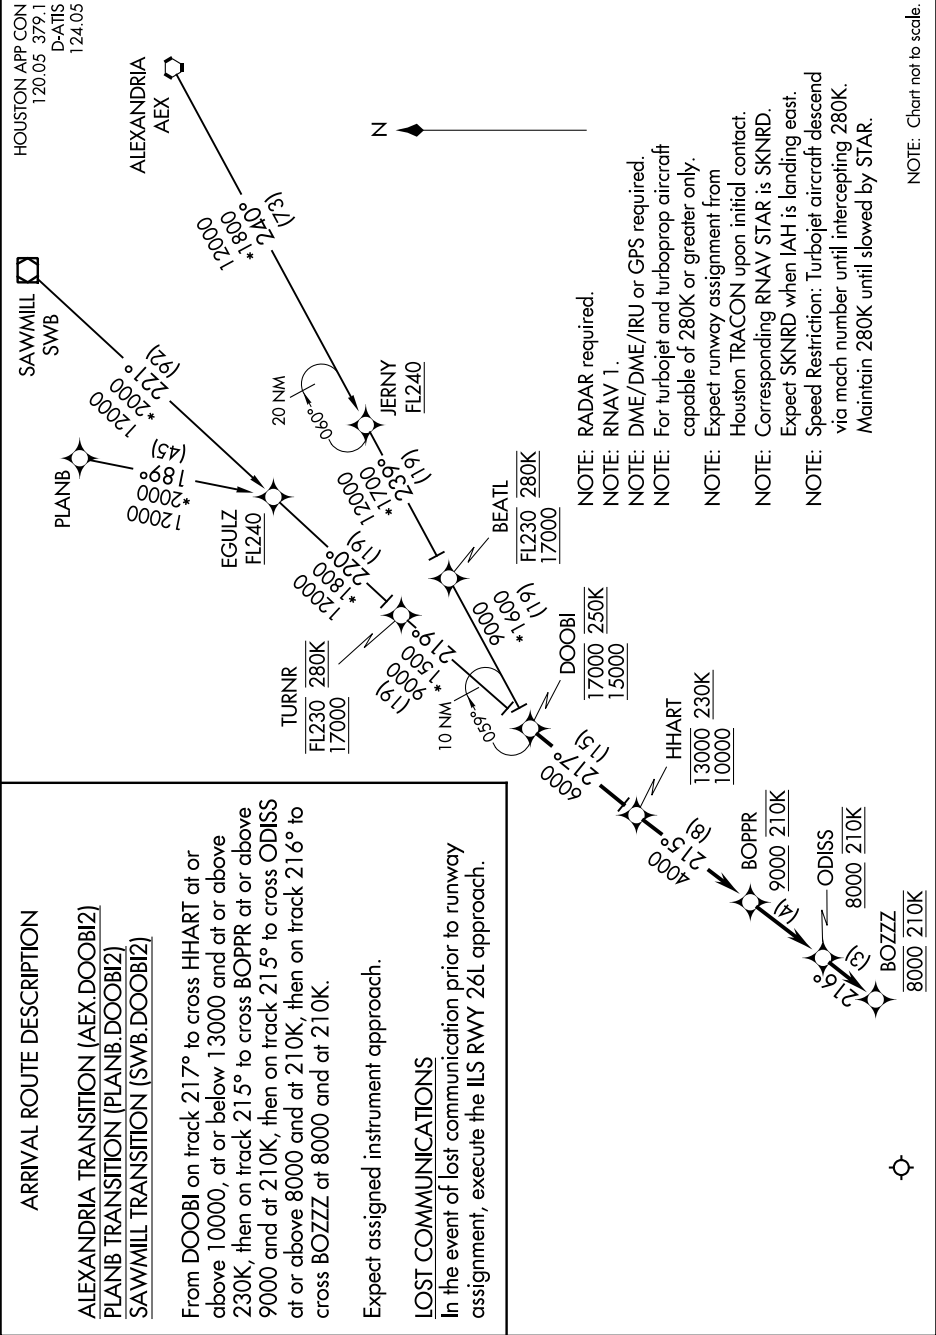 HOUSTON APP CON
120.05 379.1
D-ATIS
124.05
ARRIVAL ROUTE DESCRIPTION
ALEXANDRIA TRANSITION (AEX.DOOBI2)
PLANB TRANSITION (PLANB.DOOBI2)
SAWMILL TRANSITION (SWB.DOOBI2)
From DOOBI on track 217° to cross HHART at or
above 10000, at or below 13000 and at or above
230K, then on track 215° to cross BOPPR at or above
9000 and at 210K, then on track 215° to cross ODISS
at or above 8000 and at 210K, then on track 216° to
cross BOZZZ at 8000 and at 210K.
Expect assigned instrument approach.
LOST COMMUNICATIONS
In the event of lost communication prior to runway
assignment, execute the ILS RWY 26L approach.
SAWMILL
SWB
ALEXANDRIA
AEX
PLANB
12000
*2000
189°
(45)
12000
*2000
221°
(92)
12000
*1800
240°
(73)
N
EGULZ
FL240
20 NM
060°
JERNY
FL240
12000
*1800
220°
(19)
12000
*1700
239°
(19)
TURNR
FL230 280K
17000
BEATL
FL230 280K
17000
219°
*1500
9000
(19)
9000
*1600
(19)
10 NM
059°
DOOBI
17000 250K
15000
6000
217°
(15)
HHART
13000 230K
10000
4000
215°
(8)
BOPPR
9000 210K
(4)
ODISS
8000 210K
216°
(3)
BOZZZ
8000 210K
NOTE: RADAR required.
NOTE: RNAV 1.
NOTE: DME/DME/IRU or GPS required.
NOTE: For turbojet and turboprop aircraft
capable of 280K or greater only.
NOTE: Expect runway assignment from
Houston TRACON upon initial contact.
NOTE: Corresponding RNAV STAR is SKNRD.
Expect SKNRD when IAH is landing east.
NOTE: Speed Restriction: Turbojet aircraft descend
via mach number until intercepting 280K.
Maintain 280K until slowed by STAR.
NOTE: Chart not to scale.